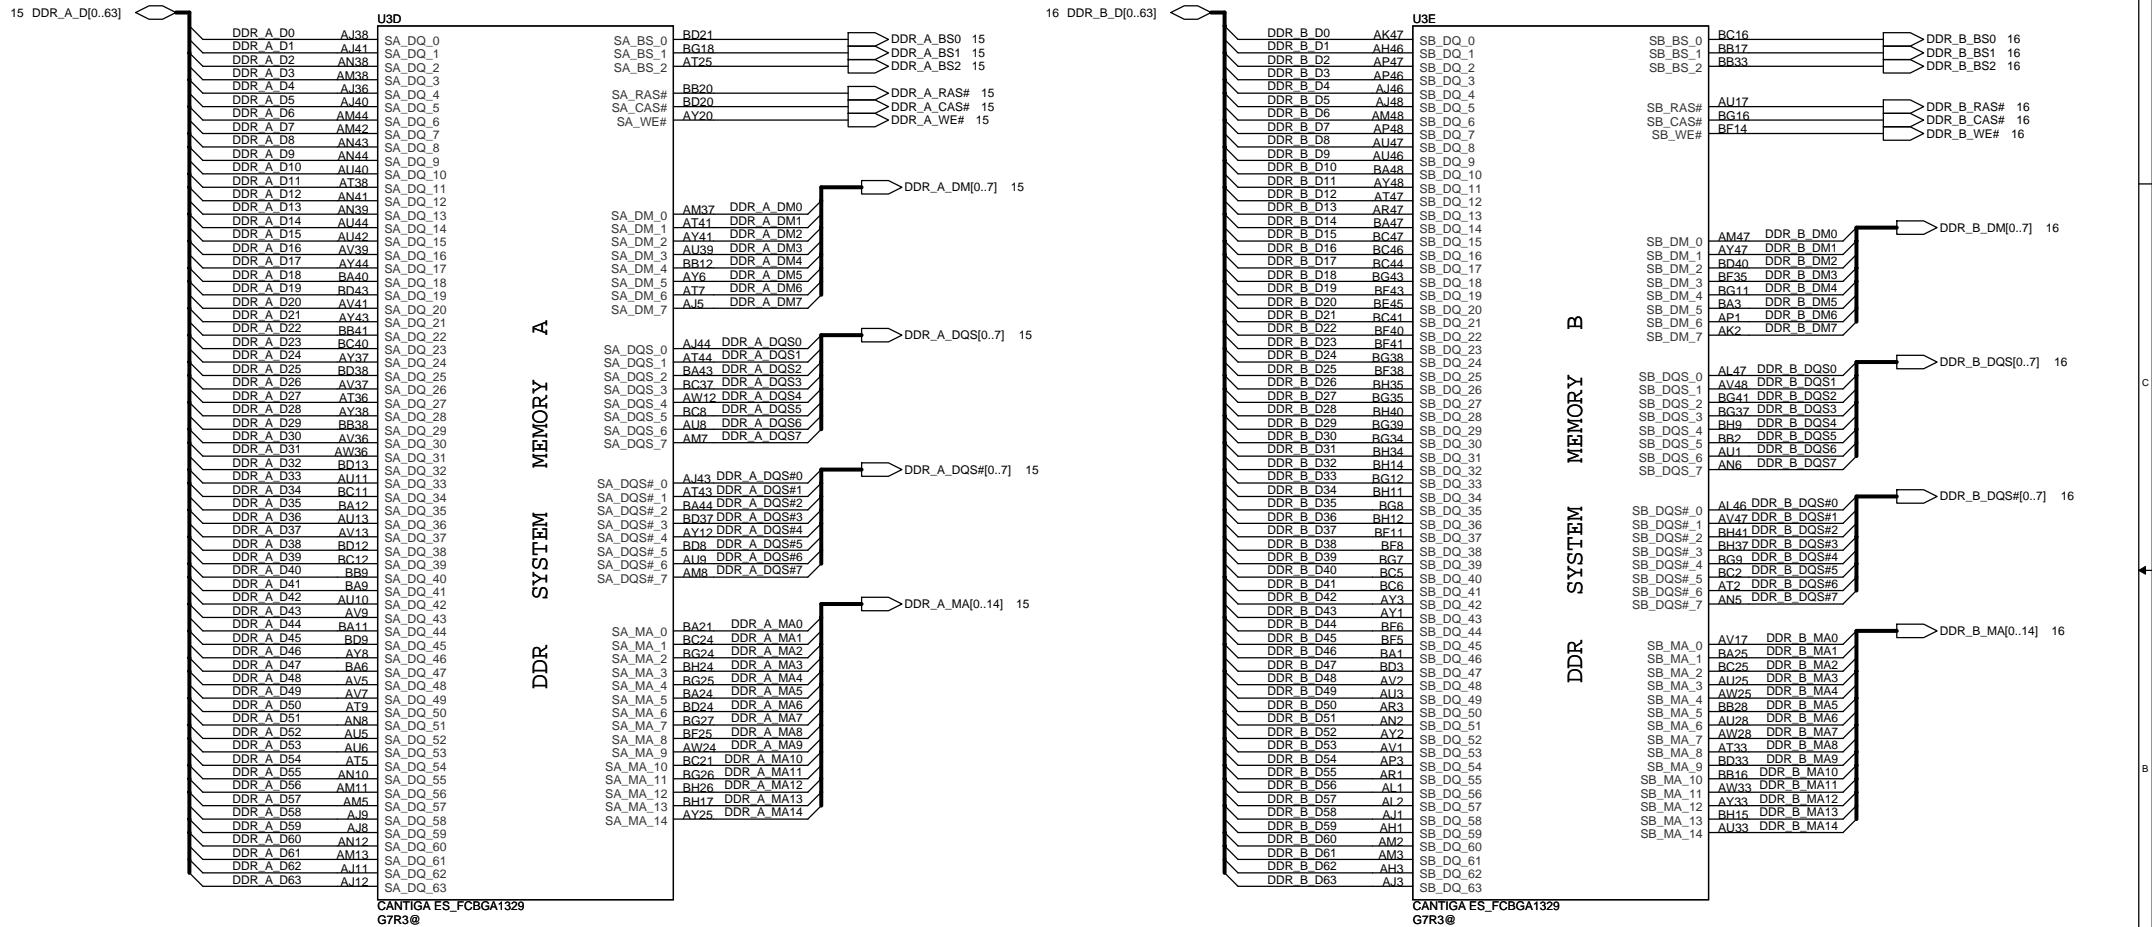 15 DDR_A_D[0..63]
U3D
DDR_A_D0 AJ38 SA_DQ_0
DDR_A_D1 AJ41 SA_DQ_1
DDR_A_D2 AN38 SA_DQ_2
DDR_A_D3 AM38 SA_DQ_3
DDR_A_D4 AJ36 SA_DQ_4
DDR_A_D5 AJ40 SA_DQ_5
DDR_A_D6 AM44 SA_DQ_6
DDR_A_D7 AM42 SA_DQ_7
DDR_A_D8 AN43 SA_DQ_8
DDR_A_D9 AN44 SA_DQ_9
DDR_A_D10 AU40 SA_DQ_10
DDR_A_D11 AT38 SA_DQ_11
DDR_A_D12 AN41 SA_DQ_12
DDR_A_D13 AN39 SA_DQ_13
DDR_A_D14 AU44 SA_DQ_14
DDR_A_D15 AU42 SA_DQ_15
DDR_A_D16 AV39 SA_DQ_16
DDR_A_D17 AY44 SA_DQ_17
DDR_A_D18 BA40 SA_DQ_18
DDR_A_D19 BD43 SA_DQ_19
DDR_A_D20 AV41 SA_DQ_20
DDR_A_D21 AY43 SA_DQ_21
DDR_A_D22 BB41 SA_DQ_22
DDR_A_D23 BC40 SA_DQ_23
DDR_A_D24 AY37 SA_DQ_24
DDR_A_D25 BD38 SA_DQ_25
DDR_A_D26 AV37 SA_DQ_26
DDR_A_D27 AT36 SA_DQ_27
DDR_A_D28 AY38 SA_DQ_28
DDR_A_D29 BB38 SA_DQ_29
DDR_A_D30 AV36 SA_DQ_30
DDR_A_D31 AW36 SA_DQ_31
DDR_A_D32 BD13 SA_DQ_32
DDR_A_D33 AU11 SA_DQ_33
DDR_A_D34 BC11 SA_DQ_34
DDR_A_D35 BA12 SA_DQ_35
DDR_A_D36 AU13 SA_DQ_36
DDR_A_D37 AV13 SA_DQ_37
DDR_A_D38 BD12 SA_DQ_38
DDR_A_D39 BC12 SA_DQ_39
DDR_A_D40 BB9 SA_DQ_40
DDR_A_D41 BA9 SA_DQ_41
DDR_A_D42 AU10 SA_DQ_42
DDR_A_D43 AV9 SA_DQ_43
DDR_A_D44 BA11 SA_DQ_44
DDR_A_D45 BD9 SA_DQ_45
DDR_A_D46 AY8 SA_DQ_46
DDR_A_D47 BA6 SA_DQ_47
DDR_A_D48 AV5 SA_DQ_48
DDR_A_D49 AV7 SA_DQ_49
DDR_A_D50 AT9 SA_DQ_50
DDR_A_D51 AN8 SA_DQ_51
DDR_A_D52 AU5 SA_DQ_52
DDR_A_D53 AU6 SA_DQ_53
DDR_A_D54 AT5 SA_DQ_54
DDR_A_D55 AN10 SA_DQ_55
DDR_A_D56 AM11 SA_DQ_56
DDR_A_D57 AM5 SA_DQ_57
DDR_A_D58 AJ9 SA_DQ_58
DDR_A_D59 AJ8 SA_DQ_59
DDR_A_D60 AN12 SA_DQ_60
DDR_A_D61 AM13 SA_DQ_61
DDR_A_D62 AJ11 SA_DQ_62
DDR_A_D63 AJ12 SA_DQ_63
DDR SYSTEM MEMORY A
SA_BS_0 BD21 DDR_A_BS0 15
SA_BS_1 BG18 DDR_A_BS1 15
SA_BS_2 AT25 DDR_A_BS2 15
SA_RAS# BB20 DDR_A_RAS# 15
SA_CAS# BD20 DDR_A_CAS# 15
SA_WE# AY20 DDR_A_WE# 15
DDR_A_DM[0..7] 15
SA_DM_0 AM37 DDR_A_DM0
SA_DM_1 AT41 DDR_A_DM1
SA_DM_2 AY41 DDR_A_DM2
SA_DM_3 AU39 DDR_A_DM3
SA_DM_4 BB12 DDR_A_DM4
SA_DM_5 AY6 DDR_A_DM5
SA_DM_6 AT7 DDR_A_DM6
SA_DM_7 AJ5 DDR_A_DM7
DDR_A_DQS[0..7] 15
SA_DQS_0 AJ44 DDR_A_DQS0
SA_DQS_1 AT44 DDR_A_DQS1
SA_DQS_2 BA43 DDR_A_DQS2
SA_DQS_3 BC37 DDR_A_DQS3
SA_DQS_4 AW12 DDR_A_DQS4
SA_DQS_5 BC8 DDR_A_DQS5
SA_DQS_6 AU8 DDR_A_DQS6
SA_DQS_7 AM7 DDR_A_DQS7
DDR_A_DQS#[0..7] 15
SA_DQS#_0 AJ43 DDR_A_DQS#0
SA_DQS#_1 AT43 DDR_A_DQS#1
SA_DQS#_2 BA44 DDR_A_DQS#2
SA_DQS#_3 BD37 DDR_A_DQS#3
SA_DQS#_4 AY12 DDR_A_DQS#4
SA_DQS#_5 BD8 DDR_A_DQS#5
SA_DQS#_6 AU9 DDR_A_DQS#6
SA_DQS#_7 AM8 DDR_A_DQS#7
DDR_A_MA[0..14] 15
SA_MA_0 BA21 DDR_A_MA0
SA_MA_1 BC24 DDR_A_MA1
SA_MA_2 BG24 DDR_A_MA2
SA_MA_3 BH24 DDR_A_MA3
SA_MA_4 BG25 DDR_A_MA4
SA_MA_5 BA24 DDR_A_MA5
SA_MA_6 BD24 DDR_A_MA6
SA_MA_7 BG27 DDR_A_MA7
SA_MA_8 BF25 DDR_A_MA8
SA_MA_9 AW24 DDR_A_MA9
SA_MA_10 BC21 DDR_A_MA10
SA_MA_11 BG26 DDR_A_MA11
SA_MA_12 BH26 DDR_A_MA12
SA_MA_13 BH17 DDR_A_MA13
SA_MA_14 AY25 DDR_A_MA14
CANTIGA ES_FCBGA1329
G7R3@
16 DDR_B_D[0..63]
U3E
DDR_B_D0 AK47 SB_DQ_0
DDR_B_D1 AH46 SB_DQ_1
DDR_B_D2 AP47 SB_DQ_2
DDR_B_D3 AP46 SB_DQ_3
DDR_B_D4 AJ46 SB_DQ_4
DDR_B_D5 AJ48 SB_DQ_5
DDR_B_D6 AM48 SB_DQ_6
DDR_B_D7 AP48 SB_DQ_7
DDR_B_D8 AU47 SB_DQ_8
DDR_B_D9 AU46 SB_DQ_9
DDR_B_D10 BA48 SB_DQ_10
DDR_B_D11 AY48 SB_DQ_11
DDR_B_D12 AT47 SB_DQ_12
DDR_B_D13 AR47 SB_DQ_13
DDR_B_D14 BA47 SB_DQ_14
DDR_B_D15 BC47 SB_DQ_15
DDR_B_D16 BC46 SB_DQ_16
DDR_B_D17 BC44 SB_DQ_17
DDR_B_D18 BG43 SB_DQ_18
DDR_B_D19 BF43 SB_DQ_19
DDR_B_D20 BE45 SB_DQ_20
DDR_B_D21 BC41 SB_DQ_21
DDR_B_D22 BF40 SB_DQ_22
DDR_B_D23 BF41 SB_DQ_23
DDR_B_D24 BG38 SB_DQ_24
DDR_B_D25 BF38 SB_DQ_25
DDR_B_D26 BH35 SB_DQ_26
DDR_B_D27 BG35 SB_DQ_27
DDR_B_D28 BH40 SB_DQ_28
DDR_B_D29 BG39 SB_DQ_29
DDR_B_D30 BG34 SB_DQ_30
DDR_B_D31 BH34 SB_DQ_31
DDR_B_D32 BH14 SB_DQ_32
DDR_B_D33 BG12 SB_DQ_33
DDR_B_D34 BH11 SB_DQ_34
DDR_B_D35 BG8 SB_DQ_35
DDR_B_D36 BH12 SB_DQ_36
DDR_B_D37 BF11 SB_DQ_37
DDR_B_D38 BF8 SB_DQ_38
DDR_B_D39 BG7 SB_DQ_39
DDR_B_D40 BC5 SB_DQ_40
DDR_B_D41 BC6 SB_DQ_41
DDR_B_D42 AY3 SB_DQ_42
DDR_B_D43 AY1 SB_DQ_43
DDR_B_D44 BF6 SB_DQ_44
DDR_B_D45 BF5 SB_DQ_45
DDR_B_D46 BA1 SB_DQ_46
DDR_B_D47 BD3 SB_DQ_47
DDR_B_D48 AV2 SB_DQ_48
DDR_B_D49 AU3 SB_DQ_49
DDR_B_D50 AR3 SB_DQ_50
DDR_B_D51 AN2 SB_DQ_51
DDR_B_D52 AY2 SB_DQ_52
DDR_B_D53 AV1 SB_DQ_53
DDR_B_D54 AP3 SB_DQ_54
DDR_B_D55 AR1 SB_DQ_55
DDR_B_D56 AL1 SB_DQ_56
DDR_B_D57 AL2 SB_DQ_57
DDR_B_D58 AJ1 SB_DQ_58
DDR_B_D59 AH1 SB_DQ_59
DDR_B_D60 AM2 SB_DQ_60
DDR_B_D61 AM3 SB_DQ_61
DDR_B_D62 AH3 SB_DQ_62
DDR_B_D63 AJ3 SB_DQ_63
DDR SYSTEM MEMORY B
SB_BS_0 BC16 DDR_B_BS0 16
SB_BS_1 BB17 DDR_B_BS1 16
SB_BS_2 BB33 DDR_B_BS2 16
SB_RAS# AU17 DDR_B_RAS# 16
SB_CAS# BG16 DDR_B_CAS# 16
SB_WE# BF14 DDR_B_WE# 16
DDR_B_DM[0..7] 16
SB_DM_0 AM47 DDR_B_DM0
SB_DM_1 AY47 DDR_B_DM1
SB_DM_2 BD40 DDR_B_DM2
SB_DM_3 BF35 DDR_B_DM3
SB_DM_4 BG11 DDR_B_DM4
SB_DM_5 BA3 DDR_B_DM5
SB_DM_6 AP1 DDR_B_DM6
SB_DM_7 AK2 DDR_B_DM7
DDR_B_DQS[0..7] 16
SB_DQS_0 AL47 DDR_B_DQS0
SB_DQS_1 AV48 DDR_B_DQS1
SB_DQS_2 BG41 DDR_B_DQS2
SB_DQS_3 BG37 DDR_B_DQS3
SB_DQS_4 BH9 DDR_B_DQS4
SB_DQS_5 BB2 DDR_B_DQS5
SB_DQS_6 AU1 DDR_B_DQS6
SB_DQS_7 AN6 DDR_B_DQS7
DDR_B_DQS#[0..7] 16
SB_DQS#_0 AL46 DDR_B_DQS#0
SB_DQS#_1 AV47 DDR_B_DQS#1
SB_DQS#_2 BH41 DDR_B_DQS#2
SB_DQS#_3 BH37 DDR_B_DQS#3
SB_DQS#_4 BG9 DDR_B_DQS#4
SB_DQS#_5 BC2 DDR_B_DQS#5
SB_DQS#_6 AT2 DDR_B_DQS#6
SB_DQS#_7 AN5 DDR_B_DQS#7
DDR_B_MA[0..14] 16
SB_MA_0 AV17 DDR_B_MA0
SB_MA_1 BA25 DDR_B_MA1
SB_MA_2 BC25 DDR_B_MA2
SB_MA_3 AU25 DDR_B_MA3
SB_MA_4 AW25 DDR_B_MA4
SB_MA_5 BB28 DDR_B_MA5
SB_MA_6 AU28 DDR_B_MA6
SB_MA_7 AW28 DDR_B_MA7
SB_MA_8 AT33 DDR_B_MA8
SB_MA_9 BD33 DDR_B_MA9
SB_MA_10 BB16 DDR_B_MA10
SB_MA_11 AW33 DDR_B_MA11
SB_MA_12 AY33 DDR_B_MA12
SB_MA_13 BH15 DDR_B_MA13
SB_MA_14 AU33 DDR_B_MA14
CANTIGA ES_FCBGA1329
G7R3@
C
B